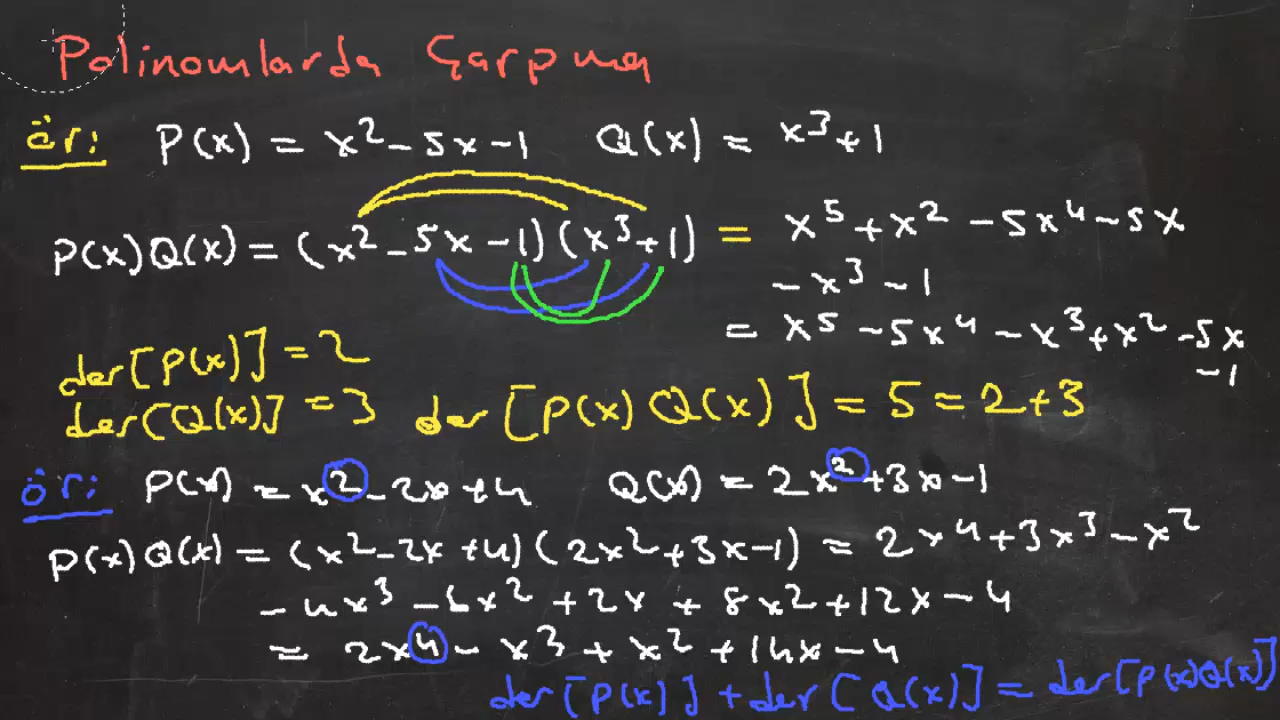 Polinomlarda Çarpma
ör: P(x) = x² - 5x - 1 Q(x) = x³ + 1
P(x)Q(x) = (x² - 5x - 1)(x³ + 1) = x⁵ + x² - 5x⁴ - 5x
- x³ - 1
= x⁵ - 5x⁴ - x³ + x² - 5x
- 1
der[P(x)] = 2
der[Q(x)] = 3 der[P(x)Q(x)] = 5 = 2+3
ör: P(x) = x² - 2x + 4 Q(x) = 2x² + 3x - 1
P(x)Q(x) = (x² - 2x + 4)(2x² + 3x - 1) = 2x⁴ + 3x³ - x²
- 4x³ - 6x² + 2x + 8x² + 12x - 4
= 2x⁴ - x³ + x² + 14x - 4
der[P(x)] + der[Q(x)] = der[P(x)Q(x)]